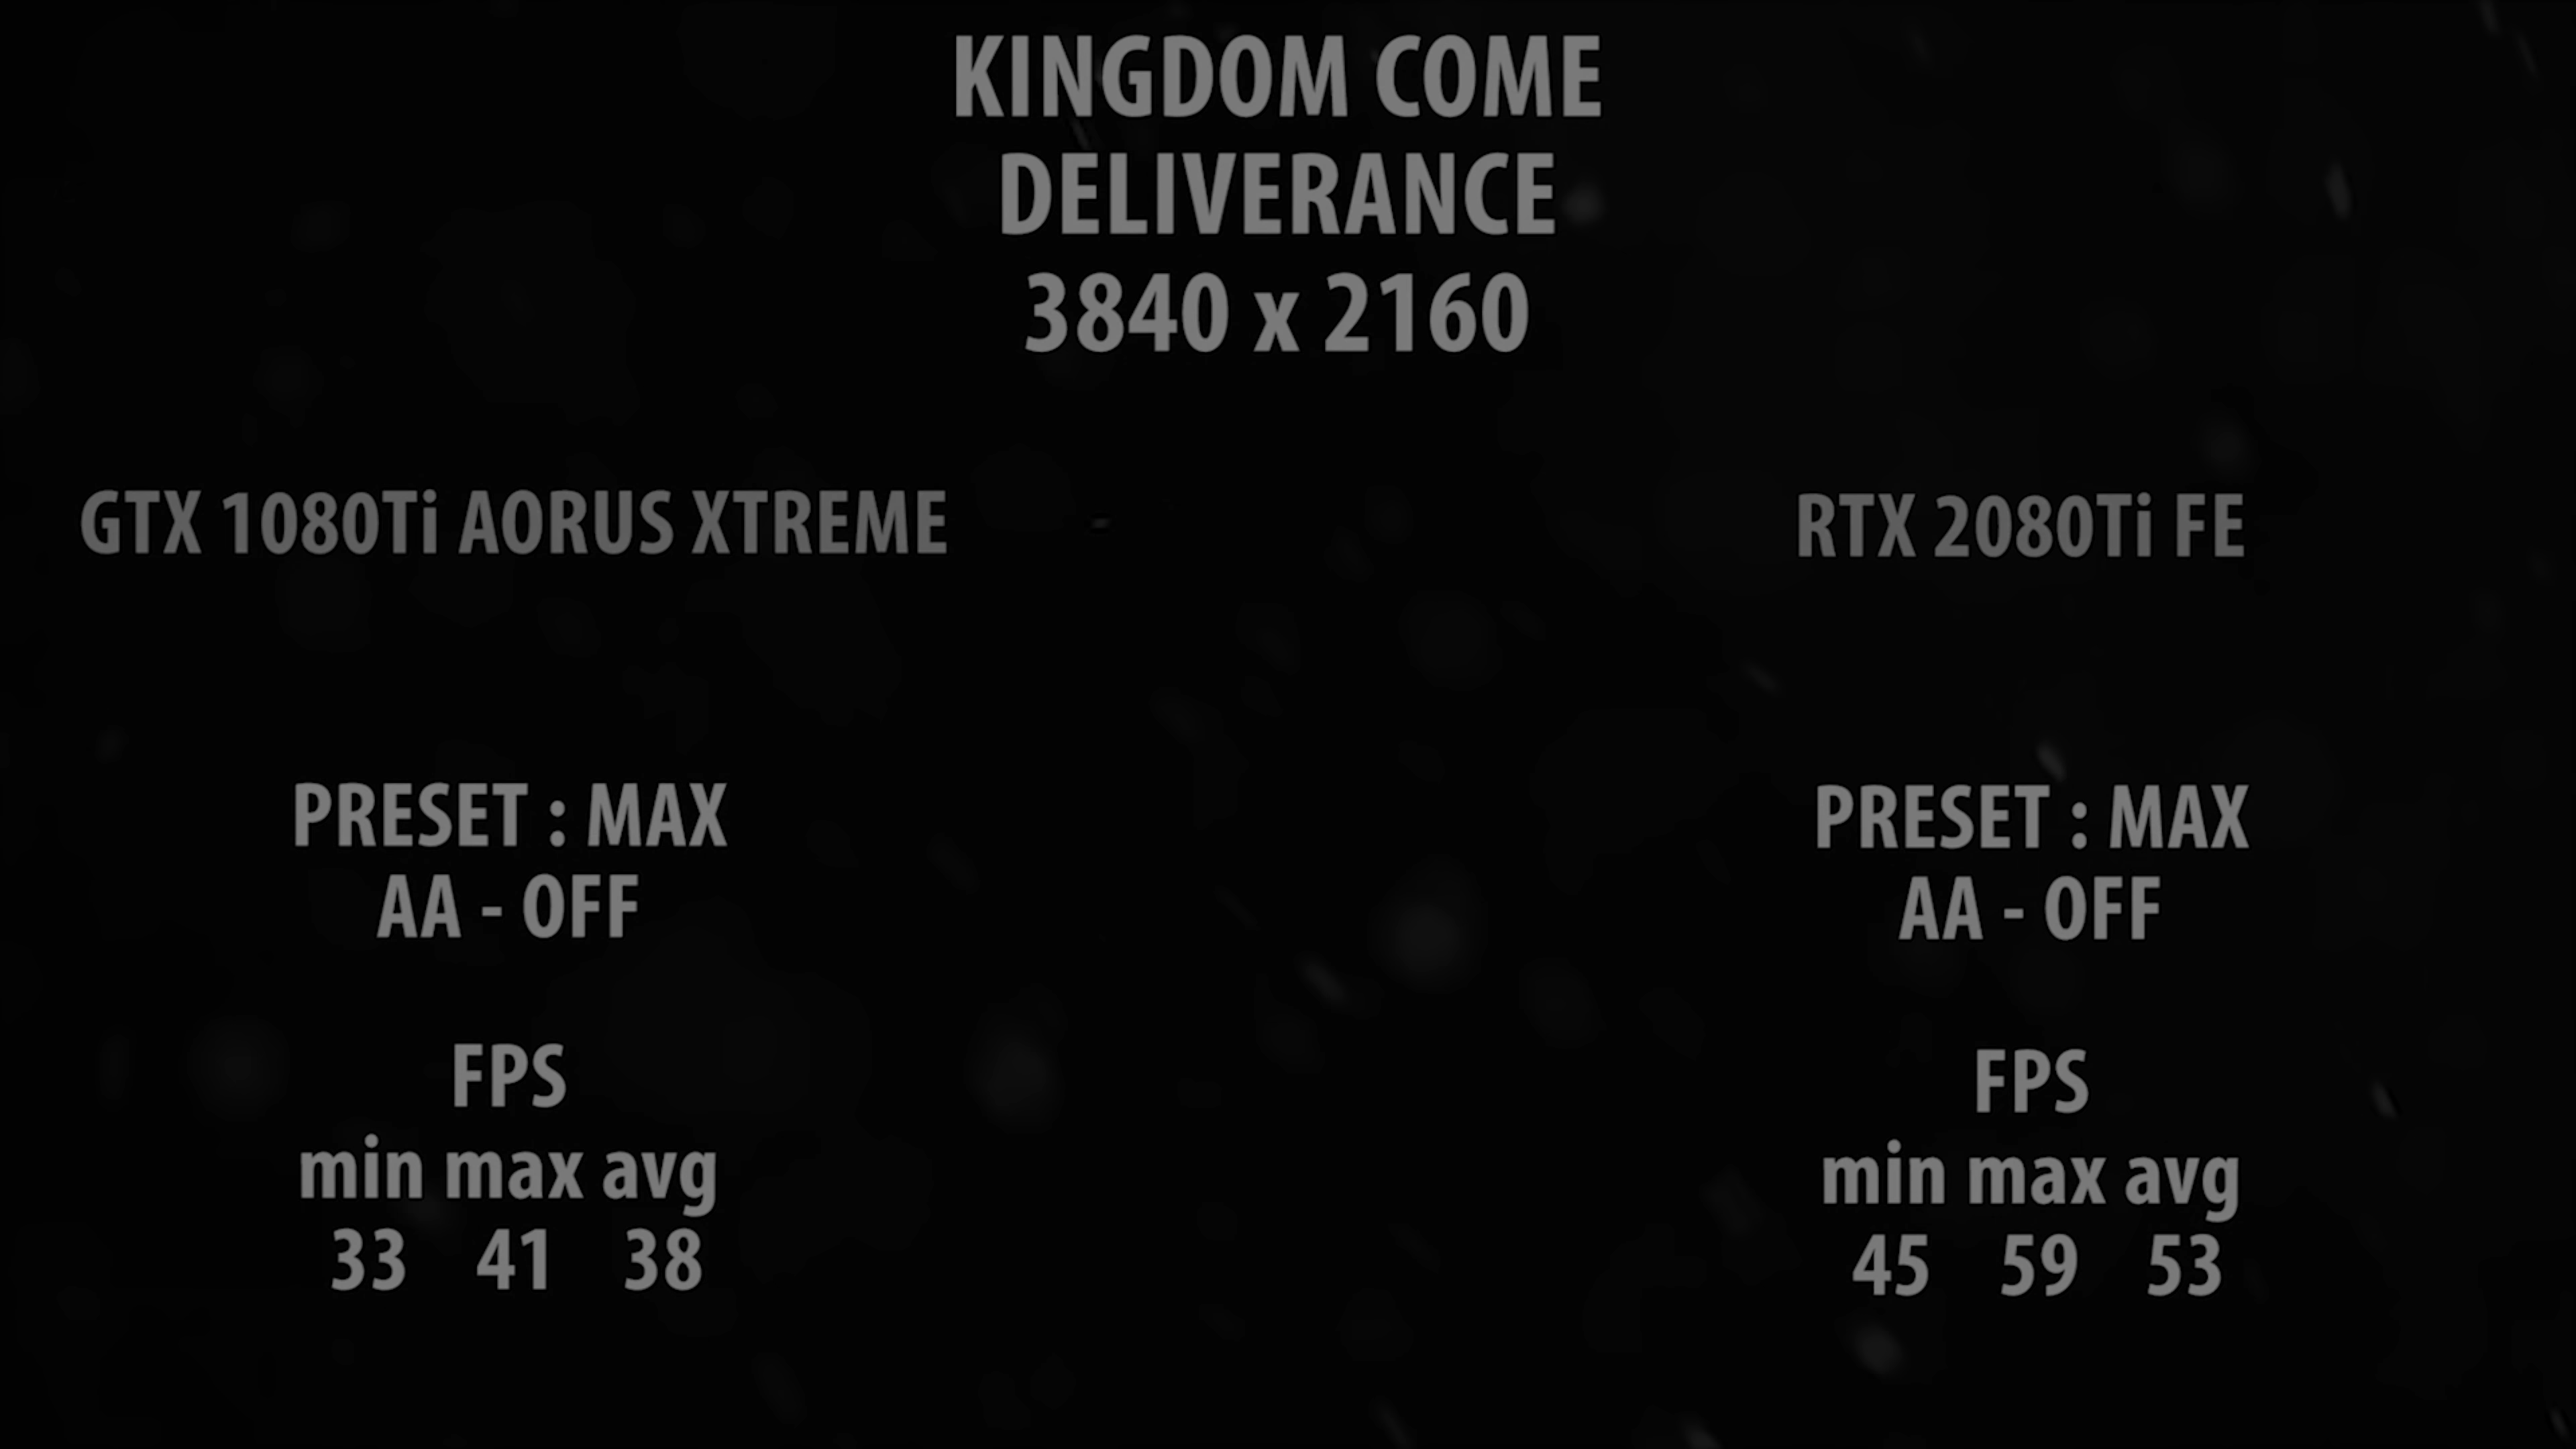 KINGDOM COME
DELIVERANCE
3840 x 2160
GTX 1080Ti AORUS XTREME
PRESET : MAX
AA - OFF
FPS
min max avg
33 41 38
RTX 2080Ti FE
PRESET : MAX
AA - OFF
FPS
min max avg
45 59 53